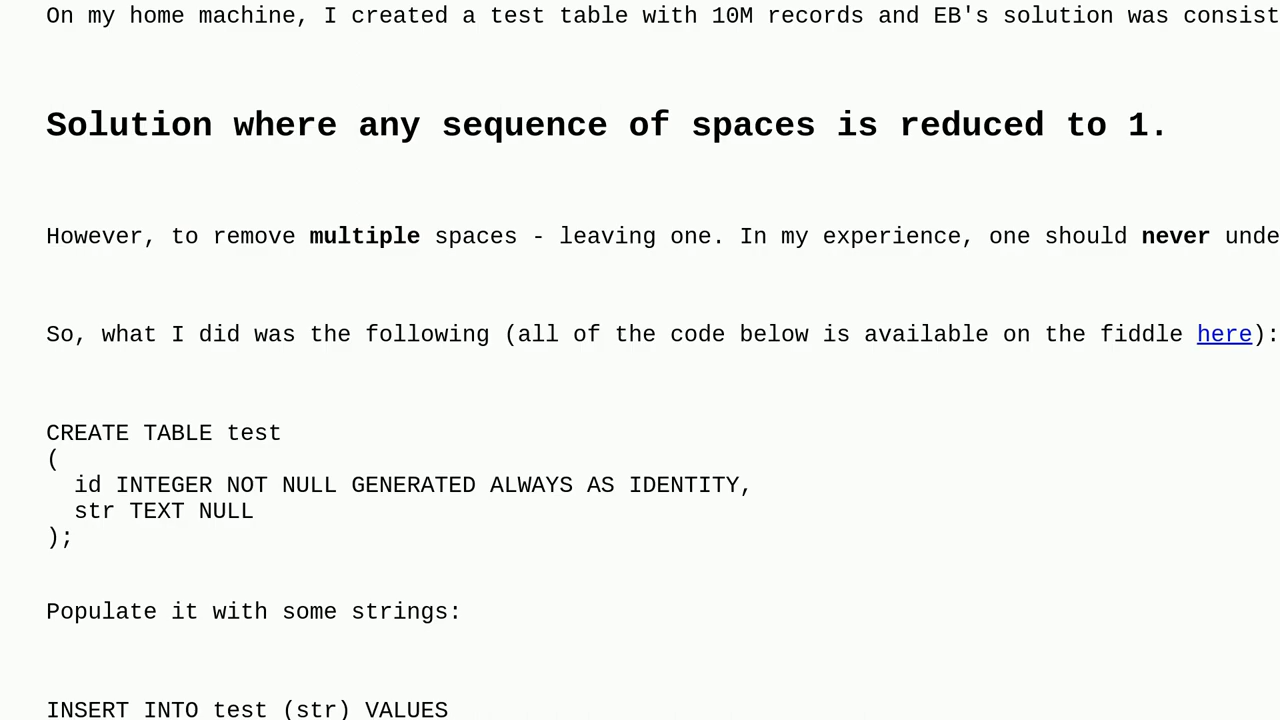 On my home machine, I created a test table with 10M records and EB's solution was consist
Solution where any sequence of spaces is reduced to 1.
However, to remove multiple spaces - leaving one. In my experience, one should never unde
So, what I did was the following (all of the code below is available on the fiddle here):
CREATE TABLE test
(
  id INTEGER NOT NULL GENERATED ALWAYS AS IDENTITY,
  str TEXT NULL
);
Populate it with some strings:
INSERT INTO test (str) VALUES